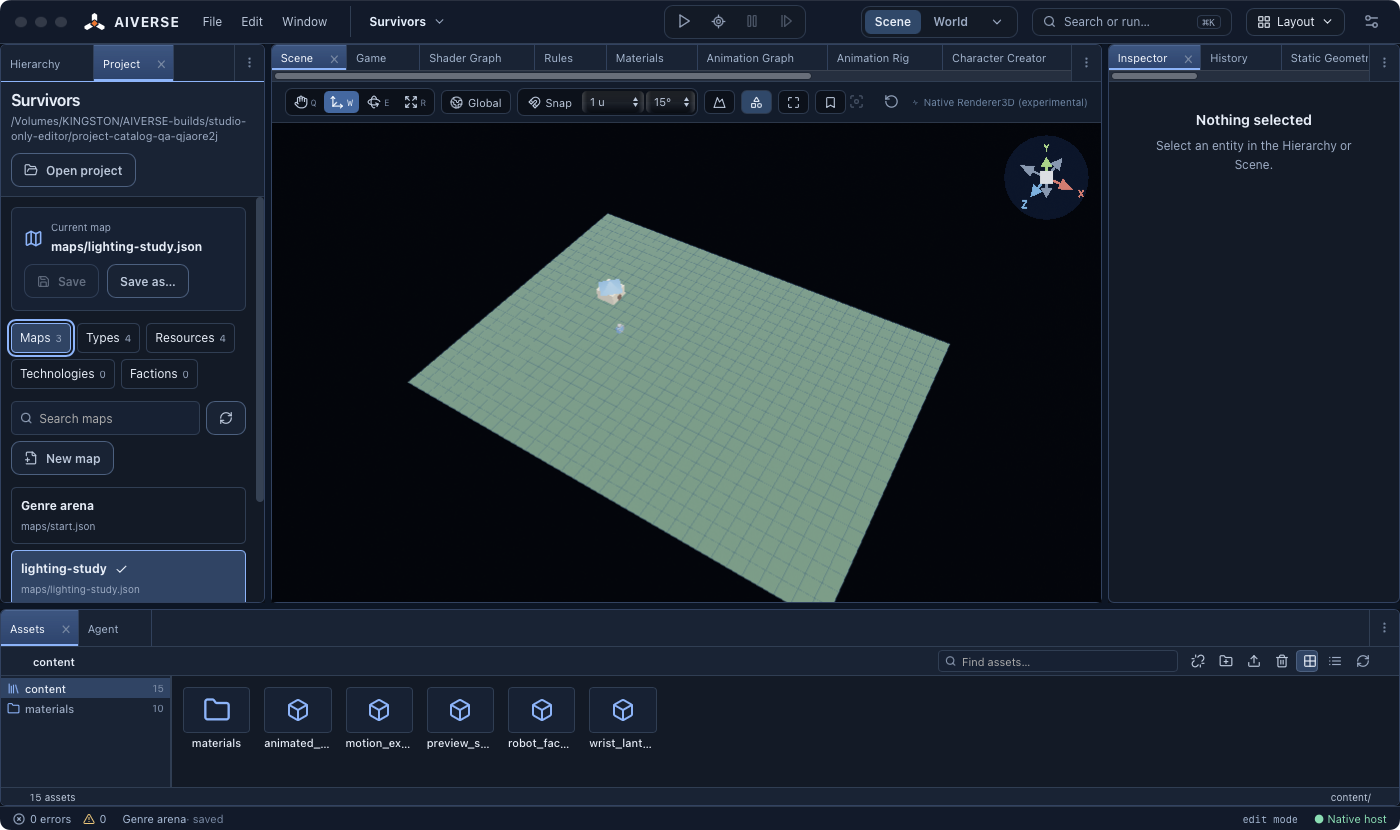 AIVERSE File Edit Window Survivors Scene World Search or run... ⌘K Layout
Hierarchy Project
Survivors
/Volumes/KINGSTON/AIVERSE-builds/studio-
only-editor/project-catalog-qa-qjaore2j
Open project
Current map
maps/lighting-study.json
Save Save as...
Maps 3 Types 4 Resources 4
Technologies 0 Factions 0
Search maps
New map
Genre arena
maps/start.json
lighting-study
maps/lighting-study.json
Scene Game Shader Graph Rules Materials Animation Graph Animation Rig Character Creator
Q W E R Global Snap 1 u 15° Native Renderer3D (experimental)
Y
X
Z
Inspector History Static Geometr
Nothing selected
Select an entity in the Hierarchy or
Scene.
Assets Agent
content Find assets...
content 15
materials 10
materials animated_... motion_ex... preview_s... robot_fac... wrist_lant...
15 assets content/
0 errors 0 Genre arena · saved edit mode Native host